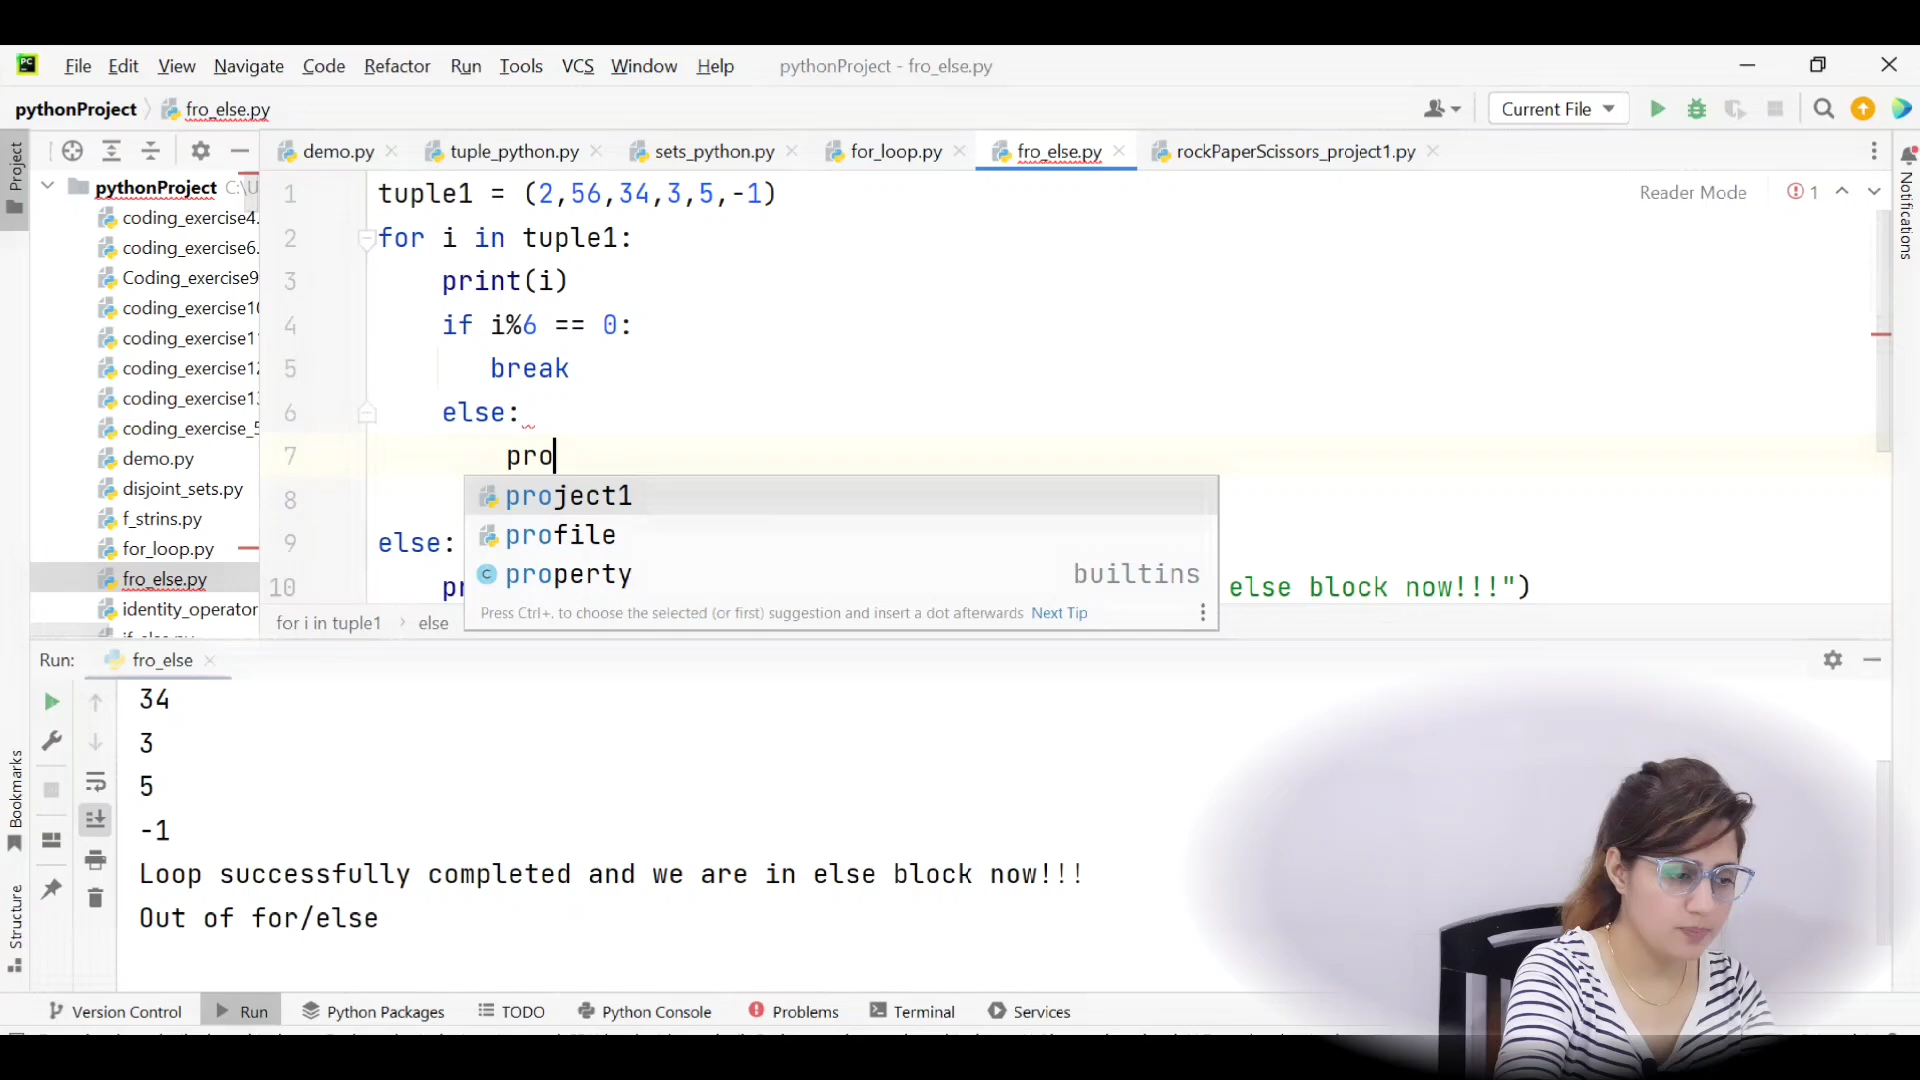 PC File Edit View Navigate Code Refactor Run Tools VCS Window Help pythonProject - fro_else.py
pythonProject fro_else.py Current File
Project demo.py tuple_python.py sets_python.py for_loop.py fro_else.py rockPaperScissors_project1.py
pythonProject C:\U
coding_exercise4.
coding_exercise6.
Coding_exercise9
coding_exercise10
coding_exercise11
coding_exercise12
coding_exercise13
coding_exercise_5
demo.py
disjoint_sets.py
f_strins.py
for_loop.py
fro_else.py
identity_operator
if_else.py
1 tuple1 = (2,56,34,3,5,-1)
2 for i in tuple1:
3 print(i)
4 if i%6 == 0:
5 break
6 else:
7 pro
8
9 else:
10 pr else block now!!!")
Reader Mode 1
Notifications
project1
profile
property builtins
Press Ctrl+. to choose the selected (or first) suggestion and insert a dot afterwards Next Tip
for i in tuple1 › else
Run: fro_else
34
3
5
-1
Loop successfully completed and we are in else block now!!!
Out of for/else
Bookmarks
Structure
Version Control Run Python Packages TODO Python Console Problems Terminal Services